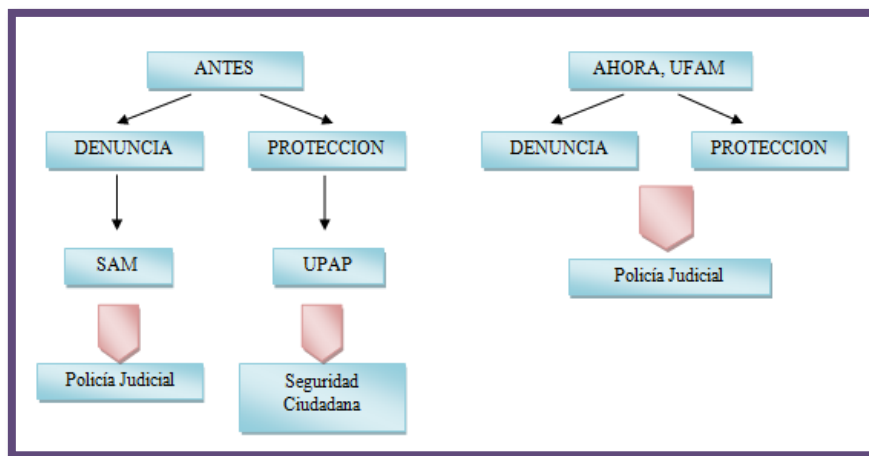 ANTES
DENUNCIA
PROTECCION
SAM
UPAP
Policía Judicial
Seguridad
Ciudadana
AHORA, UFAM
DENUNCIA
PROTECCION
Policía Judicial